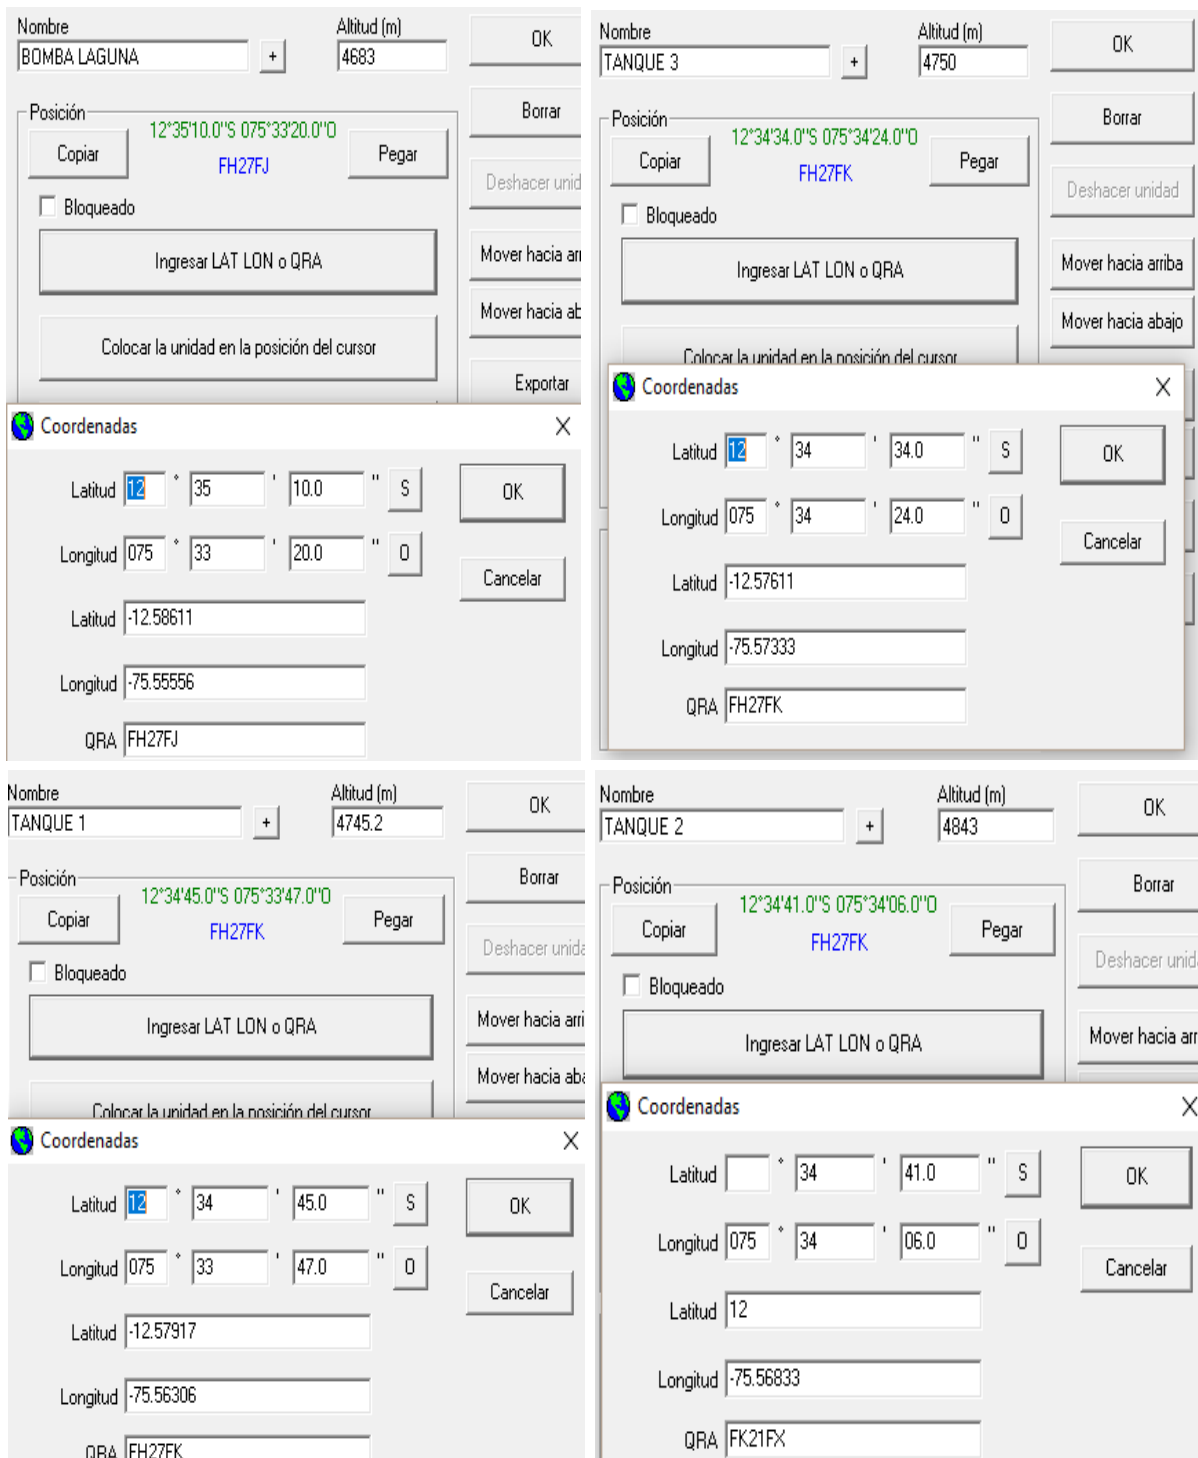 Nombre Altitud (m)
BOMBA LAGUNA + 4683 OK
Posición Borrar
12°35'10.0"S 075°33'20.0"O
Copiar FH27FJ Pegar
Deshacer unid
Bloqueado
Ingresar LAT LON o QRA Mover hacia arr
Mover hacia ab
Colocar la unidad en la posición del cursor
Exportar
Coordenadas X
Latitud 12 ° 35 ' 10.0 " S OK
Longitud 075 ° 33 ' 20.0 " O
Cancelar
Latitud -12.58611
Longitud -75.55556
QRA FH27FJ
Nombre Altitud (m)
TANQUE 3 + 4750 OK
Posición Borrar
12°34'34.0"S 075°34'24.0"O
Copiar FH27FK Pegar
Deshacer unidad
Bloqueado
Ingresar LAT LON o QRA Mover hacia arriba
Mover hacia abajo
Colocar la unidad en la posición del cursor
Coordenadas X
Latitud 12 ° 34 ' 34.0 " S OK
Longitud 075 ° 34 ' 24.0 " O
Cancelar
Latitud -12.57611
Longitud -75.57333
QRA FH27FK
Nombre Altitud (m)
TANQUE 1 + 4745.2 OK
Posición Borrar
12°34'45.0"S 075°33'47.0"O
Copiar FH27FK Pegar
Deshacer unida
Bloqueado
Ingresar LAT LON o QRA Mover hacia arri
Mover hacia aba
Colocar la unidad en la posición del cursor
Coordenadas X
Latitud 12 ° 34 ' 45.0 " S OK
Longitud 075 ° 33 ' 47.0 " O
Cancelar
Latitud -12.57917
Longitud -75.56306
QRA FH27FK
Nombre Altitud (m)
TANQUE 2 + 4843 OK
Posición Borrar
12°34'41.0"S 075°34'06.0"O
Copiar FH27FK Pegar
Deshacer unid
Bloqueado
Ingresar LAT LON o QRA Mover hacia arr
Coordenadas X
Latitud ° 34 ' 41.0 " S OK
Longitud 075 ° 34 ' 06.0 " O
Cancelar
Latitud 12
Longitud -75.56833
QRA FK21FX